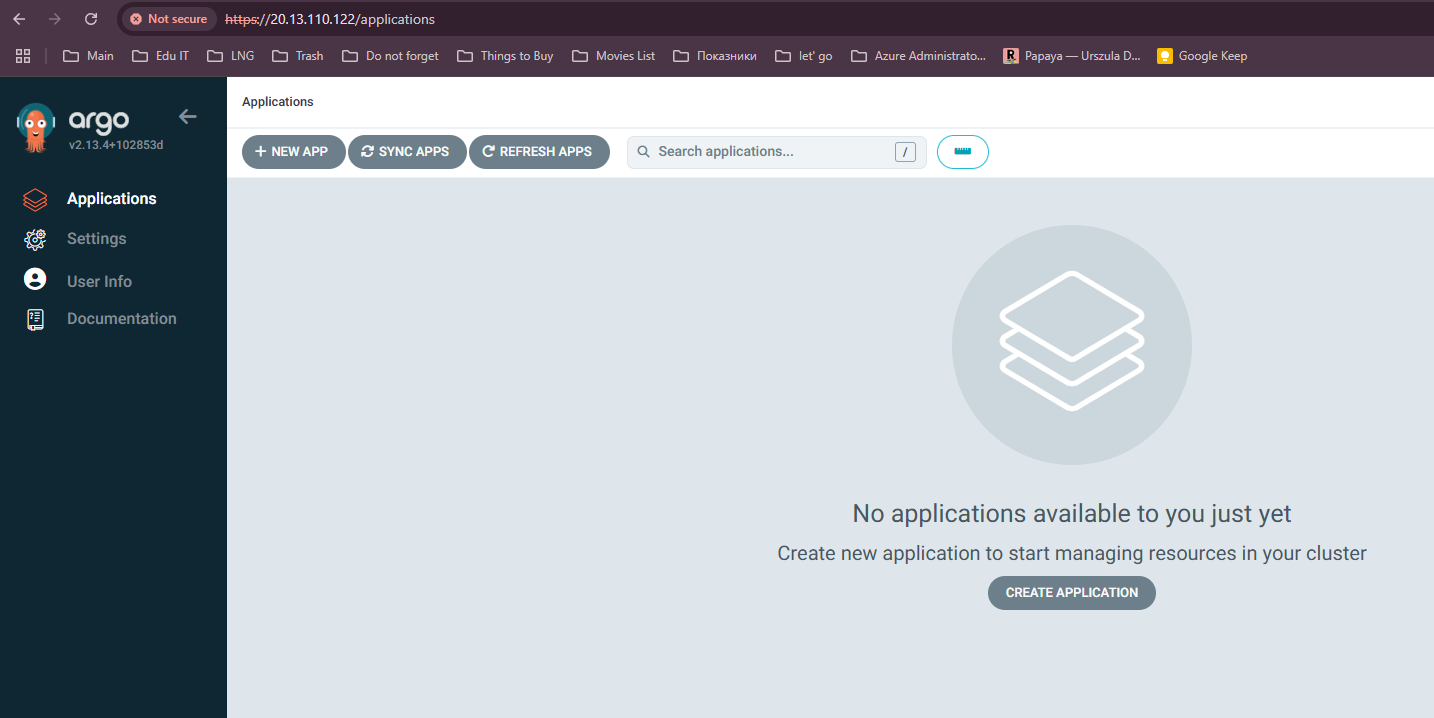 Not secure https://20.13.110.122/applications
Main Edu IT LNG Trash Do not forget Things to Buy Movies List Показники let' go Azure Administrato... Papaya — Urszula D... Google Keep
argo
v2.13.4+102853d
Applications
Settings
User Info
Documentation
Applications
+ NEW APP SYNC APPS REFRESH APPS Search applications... /
No applications available to you just yet
Create new application to start managing resources in your cluster
CREATE APPLICATION